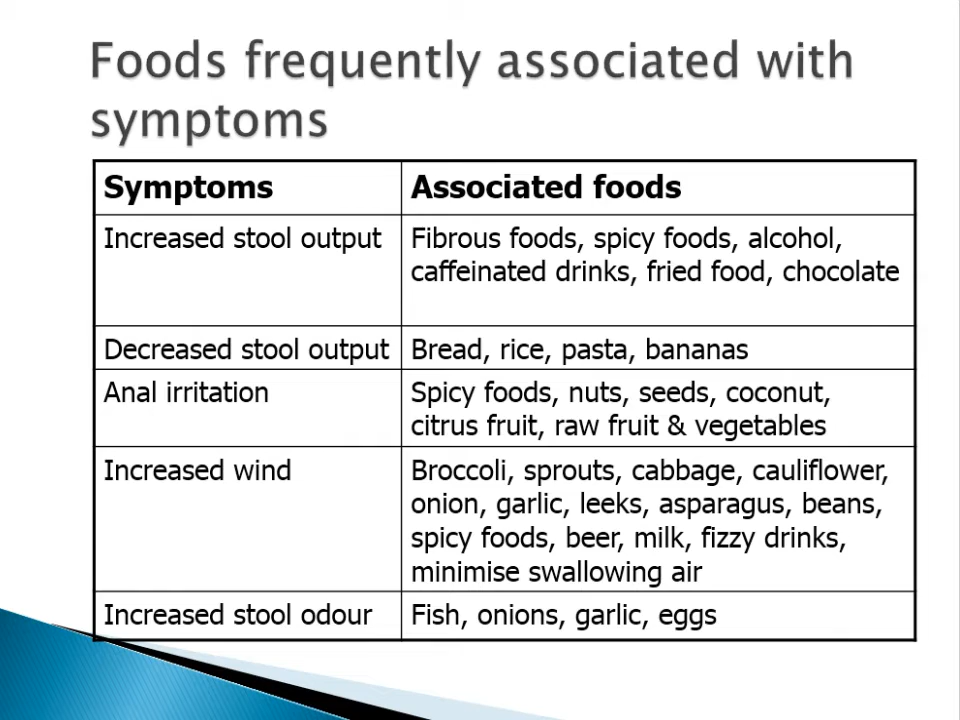 Foods frequently associated with
symptoms
Symptoms
Associated foods
Increased stool output
Fibrous foods, spicy foods, alcohol,
caffeinated drinks, fried food, chocolate
Decreased stool output
Bread, rice, pasta, bananas
Anal irritation
Spicy foods, nuts, seeds, coconut,
citrus fruit, raw fruit & vegetables
Increased wind
Broccoli, sprouts, cabbage, cauliflower,
onion, garlic, leeks, asparagus, beans,
spicy foods, beer, milk, fizzy drinks,
minimise swallowing air
Increased stool odour
Fish, onions, garlic, eggs